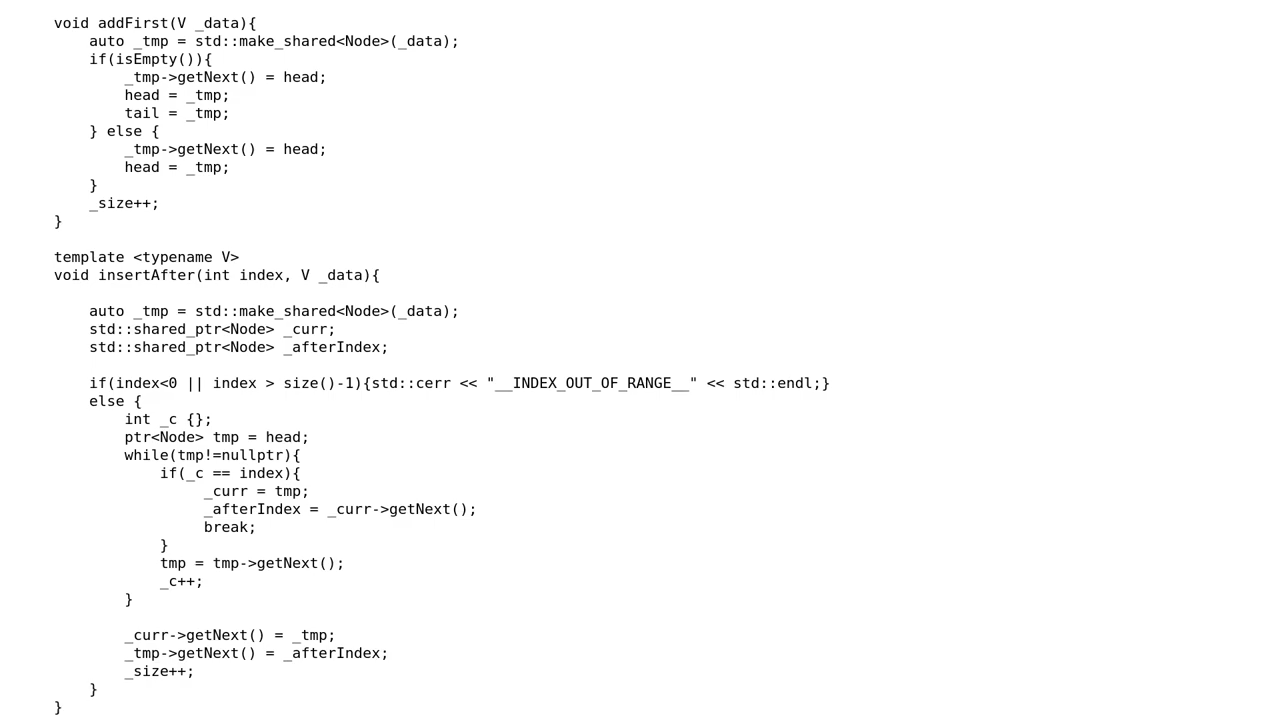 void addFirst(V _data){
    auto _tmp = std::make_shared<Node>(_data);
    if(isEmpty()){
        _tmp->getNext() = head;
        head = _tmp;
        tail = _tmp;
    } else {
        _tmp->getNext() = head;
        head = _tmp;
    }
    _size++;
}

template <typename V>
void insertAfter(int index, V _data){

    auto _tmp = std::make_shared<Node>(_data);
    std::shared_ptr<Node> _curr;
    std::shared_ptr<Node> _afterIndex;

    if(index<0 || index > size()-1){std::cerr << "__INDEX_OUT_OF_RANGE__" << std::endl;}
    else {
        int _c {};
        ptr<Node> tmp = head;
        while(tmp!=nullptr){
            if(_c == index){
                 _curr = tmp;
                 _afterIndex = _curr->getNext();
                 break;
            }
            tmp = tmp->getNext();
            _c++;
        }

        _curr->getNext() = _tmp;
        _tmp->getNext() = _afterIndex;
        _size++;
    }
}